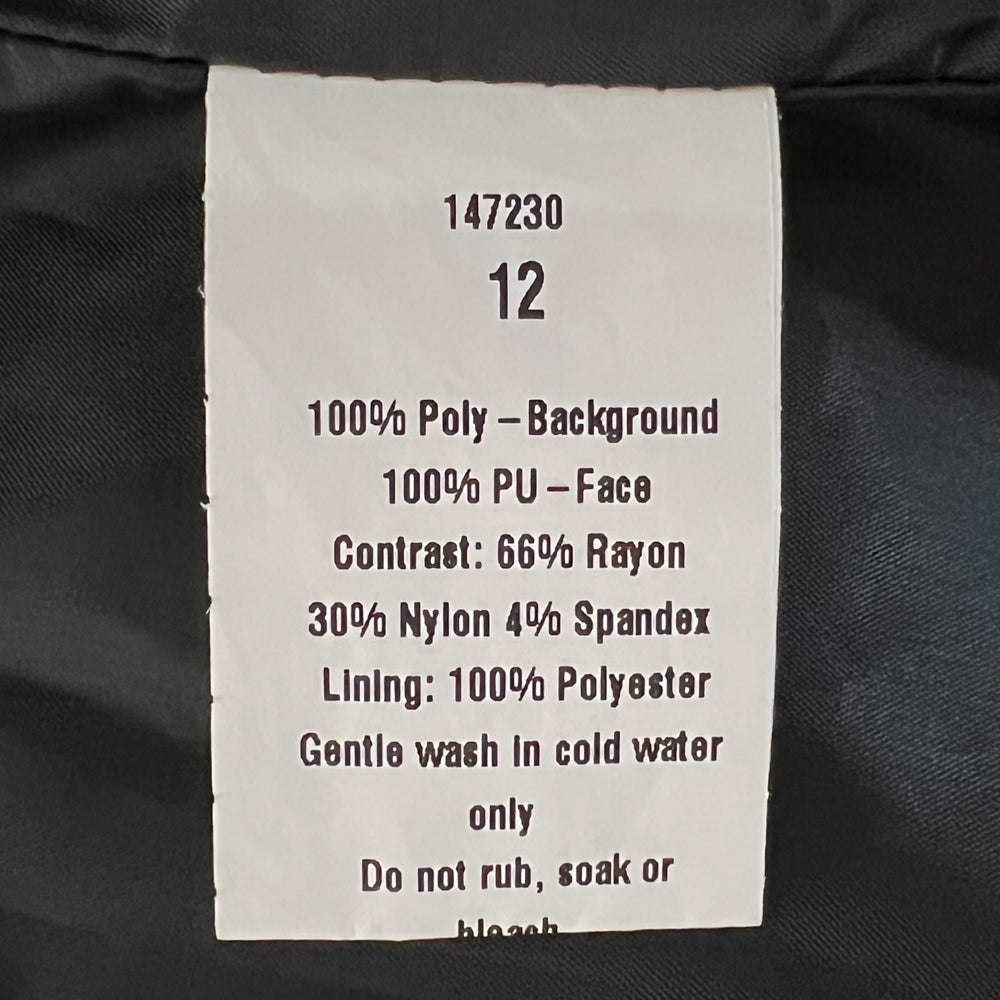 147230
12
100% Poly – Background
100% PU – Face
Contrast: 66% Rayon
30% Nylon 4% Spandex
Lining: 100% Polyester
Gentle wash in cold water
only
Do not rub, soak or
bleach